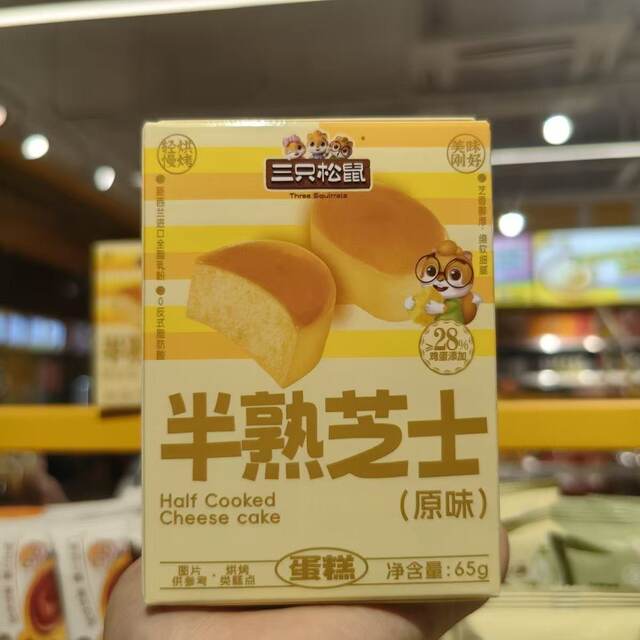 轻烘
慢烤
三只松鼠
Three Squirrels
美味
刚好
新西兰进口全脂乳粉
0反式脂肪酸
芝香醇厚·绵软细腻
≥28%
鸡蛋添加
半熟芝士
Half Cooked
Cheese cake
(原味)
图片
供参考
·
烘烤
类糕点
蛋糕
净含量:65g